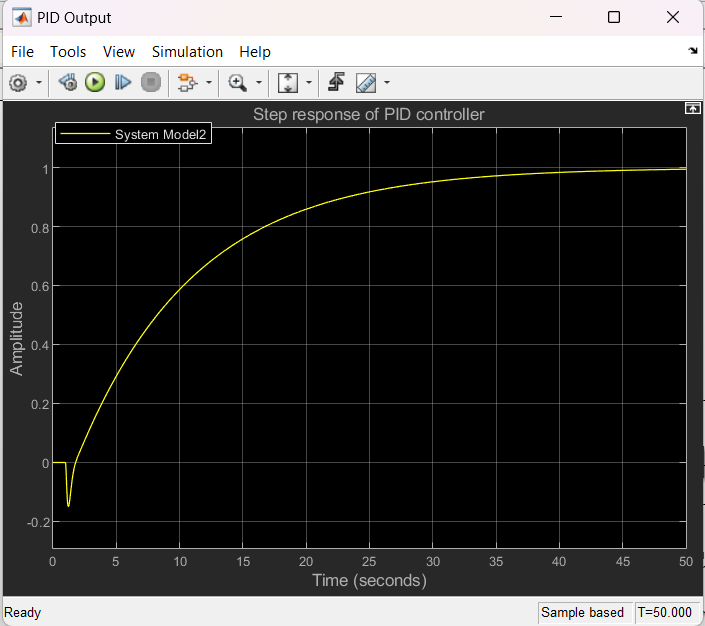 PID Output
File Tools View Simulation Help
Step response of PID controller
System Model2
1
0.8
0.6
0.4
0.2
0
-0.2
Amplitude
0 5 10 15 20 25 30 35 40 45 50
Time (seconds)
Ready Sample based T=50.000